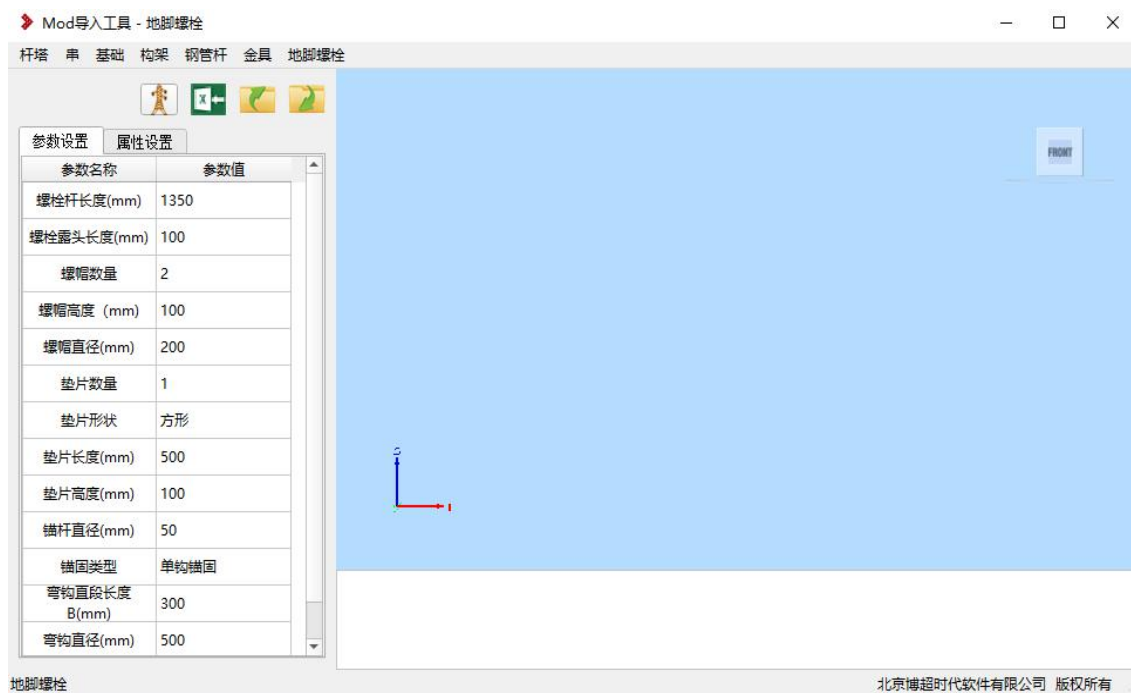 Mod导入工具 - 地脚螺栓
杆塔 串 基础 构架 钢管杆 金具 地脚螺栓
参数设置 属性设置
参数名称 参数值
螺栓杆长度(mm) 1350
螺栓露头长度(mm) 100
螺帽数量 2
螺帽高度 (mm) 100
螺帽直径(mm) 200
垫片数量 1
垫片形状 方形
垫片长度(mm) 500
垫片高度(mm) 100
锚杆直径(mm) 50
锚固类型 单钩锚固
弯钩直段长度
B(mm) 300
弯钩直径(mm) 500
FRONT
地脚螺栓 北京博超时代软件有限公司 版权所有